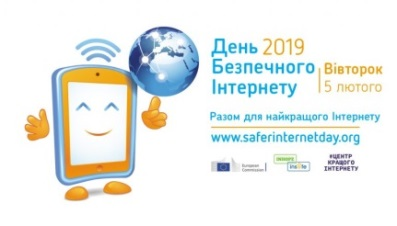 День 2019
Безпечного
Інтернету
Вівторок
5 лютого
Разом для найкращого Інтернету
www.saferinternetday.org
European
Commission
insafe
#ЦЕНТР
КРАЩОГО
ІНТЕРНЕТУ